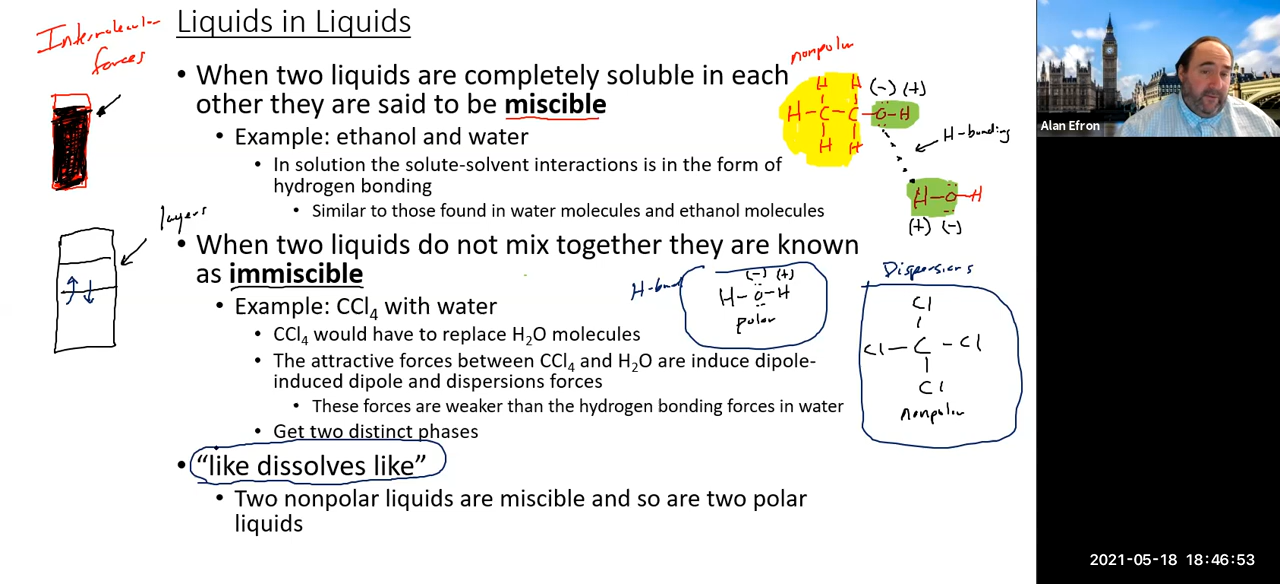 Liquids in Liquids
Intermolecular
forces
• When two liquids are completely soluble in each
other they are said to be miscible
• Example: ethanol and water
• In solution the solute-solvent interactions is in the form of
hydrogen bonding
• Similar to those found in water molecules and ethanol molecules
nonpolar
H H (-) (+)
H-C-C-O-H
H H
H-bonding
H-O-H
(+) (-)
layers
• When two liquids do not mix together they are known
as immiscible
• Example: CCl₄ with water
• CCl₄ would have to replace H₂O molecules
• The attractive forces between CCl₄ and H₂O are induce dipole-
induced dipole and dispersions forces
• These forces are weaker than the hydrogen bonding forces in water
• Get two distinct phases
H-bond
(-) (+)
H-O-H
polar
Dispersions
Cl
Cl-C-Cl
Cl
nonpolar
• "like dissolves like"
• Two nonpolar liquids are miscible and so are two polar
liquids
Alan Efron
2021-05-18 18:46:53